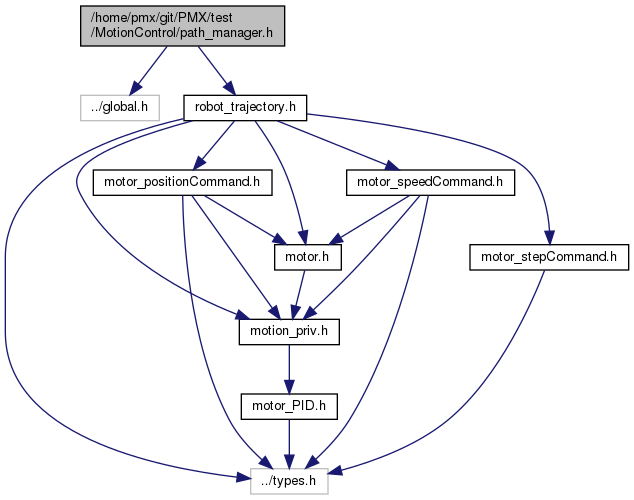 /home/pmx/git/PMX/test
/MotionControl/path_manager.h
../global.h
robot_trajectory.h
motor_positionCommand.h
motor_speedCommand.h
motor.h
motor_stepCommand.h
motion_priv.h
motor_PID.h
../types.h